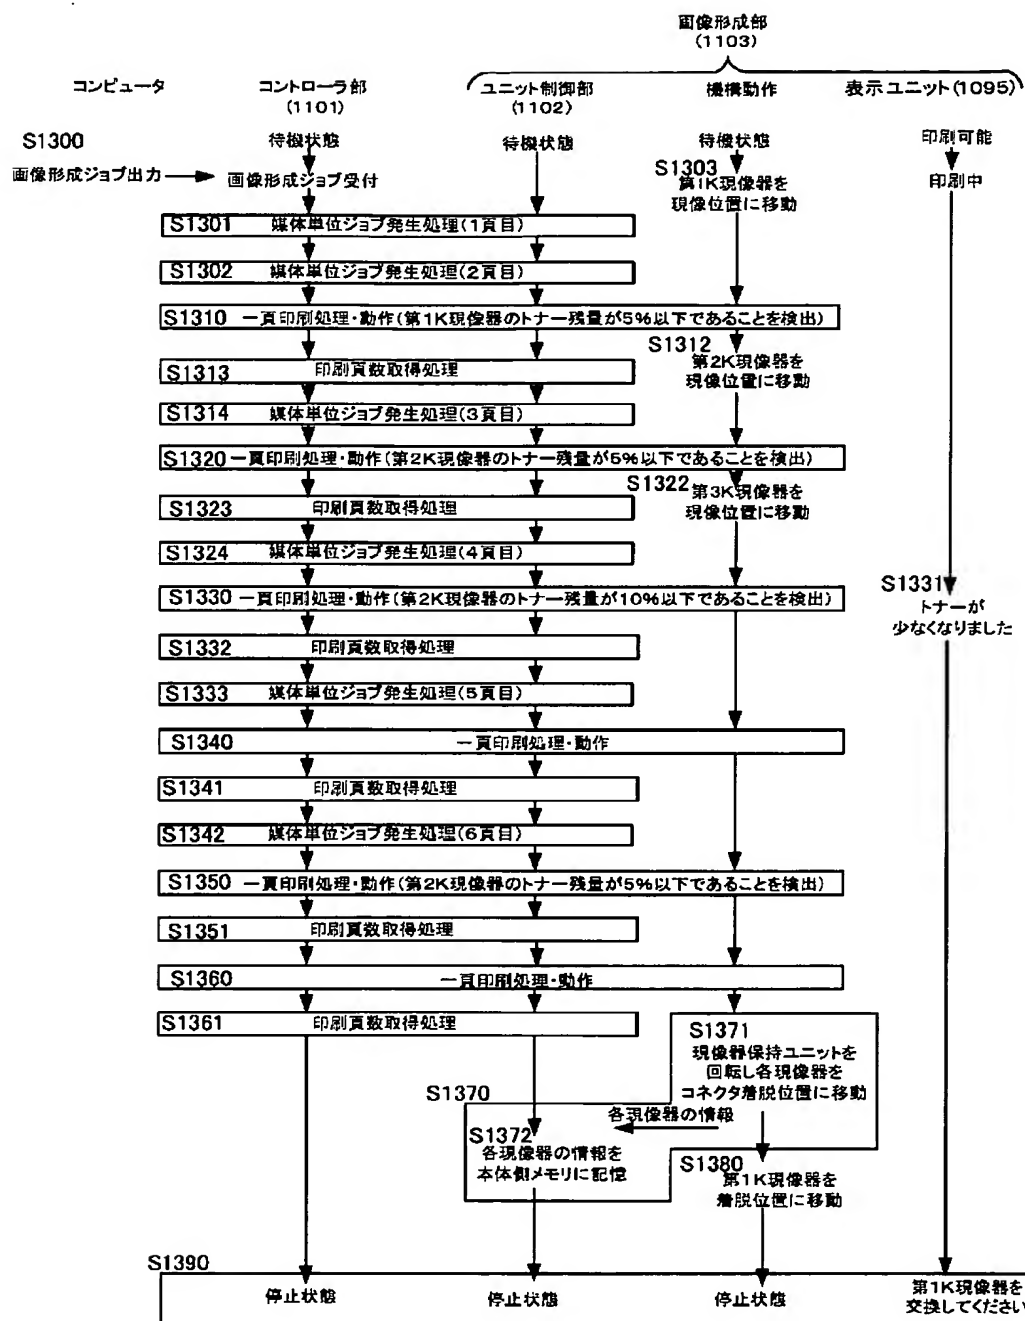 画像形成部
(1103)
コンピュータ
コントローラ部
(1101)
ユニット制御部
(1102)
機構動作
表示ユニット(1095)
S1300
待機状態
待機状態
待機状態
印刷可能
画像形成ジョブ出力
画像形成ジョブ受付
S1303
第1K現像器を
現像位置に移動
印刷中
S1301 媒体単位ジョブ発生処理(1頁目)
S1302 媒体単位ジョブ発生処理(2頁目)
S1310 一頁印刷処理・動作(第1K現像器のトナー残量が5%以下であることを検出)
S1312
第2K現像器を
現像位置に移動
S1313 印刷頁数取得処理
S1314 媒体単位ジョブ発生処理(3頁目)
S1320 一頁印刷処理・動作(第2K現像器のトナー残量が5%以下であることを検出)
S1322 第3K現像器を
現像位置に移動
S1323 印刷頁数取得処理
S1324 媒体単位ジョブ発生処理(4頁目)
S1330 一頁印刷処理・動作(第2K現像器のトナー残量が10%以下であることを検出)
S1331
トナーが
少なくなりました
S1332 印刷頁数取得処理
S1333 媒体単位ジョブ発生処理(5頁目)
S1340 一頁印刷処理・動作
S1341 印刷頁数取得処理
S1342 媒体単位ジョブ発生処理(6頁目)
S1350 一頁印刷処理・動作(第2K現像器のトナー残量が5%以下であることを検出)
S1351 印刷頁数取得処理
S1360 一頁印刷処理・動作
S1361 印刷頁数取得処理
S1371
現像器保持ユニットを
回転し各現像器を
コネクタ着脱位置に移動
S1370
各現像器の情報
S1372
各現像器の情報を
本体側メモリに記憶
S1380
第1K現像器を
着脱位置に移動
S1390
停止状態
停止状態
停止状態
第1K現像器を
交換してください